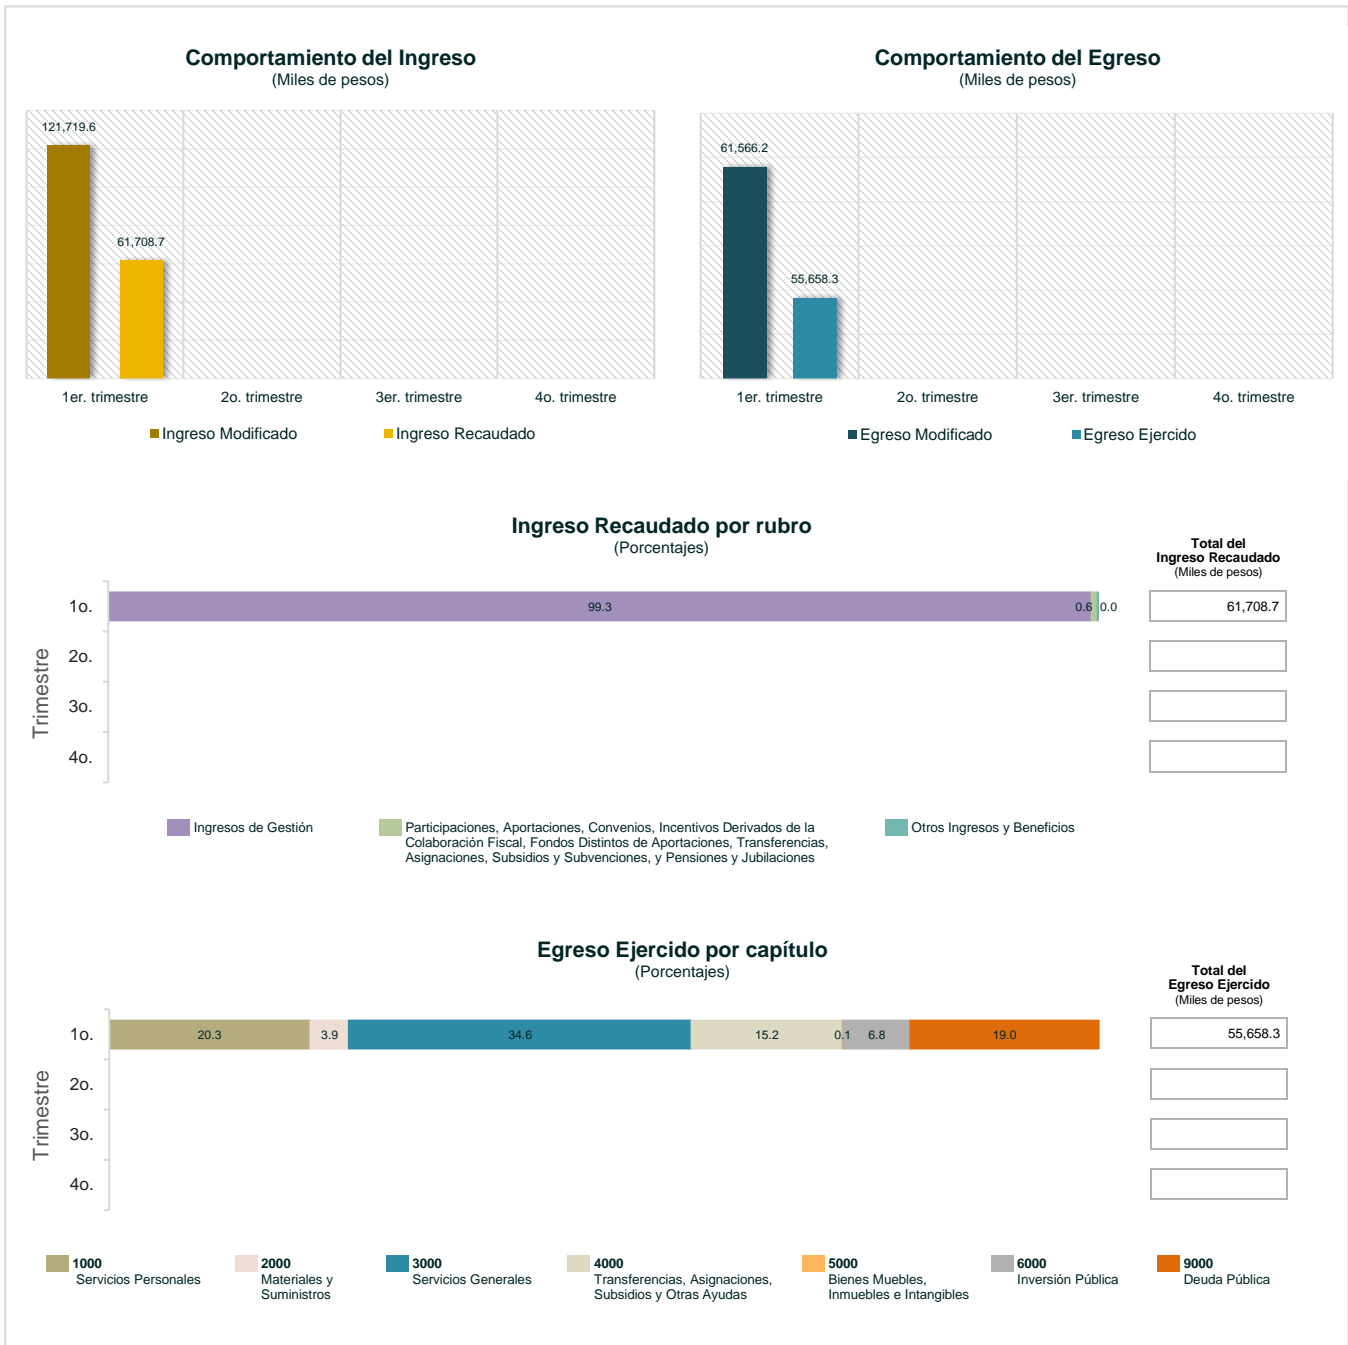 Comportamiento del Ingreso
(Miles de pesos)
121,719.6
61,708.7
1er. trimestre
2o. trimestre
3er. trimestre
4o. trimestre
Ingreso Modificado
Ingreso Recaudado
Comportamiento del Egreso
(Miles de pesos)
61,566.2
55,658.3
1er. trimestre
2o. trimestre
3er. trimestre
4o. trimestre
Egreso Modificado
Egreso Ejercido
Ingreso Recaudado por rubro
(Porcentajes)
Total del
Ingreso Recaudado
(Miles de pesos)
Trimestre
1o.
99.3
0.6
0.0
61,708.7
2o.
3o.
4o.
Ingresos de Gestión
Participaciones, Aportaciones, Convenios, Incentivos Derivados de la
Colaboración Fiscal, Fondos Distintos de Aportaciones, Transferencias,
Asignaciones, Subsidios y Subvenciones, y Pensiones y Jubilaciones
Otros Ingresos y Beneficios
Egreso Ejercido por capítulo
(Porcentajes)
Total del
Egreso Ejercido
(Miles de pesos)
Trimestre
1o.
20.3
3.9
34.6
15.2
0.1
6.8
19.0
55,658.3
2o.
3o.
4o.
1000
Servicios Personales
2000
Materiales y
Suministros
3000
Servicios Generales
4000
Transferencias, Asignaciones,
Subsidios y Otras Ayudas
5000
Bienes Muebles,
Inmuebles e Intangibles
6000
Inversión Pública
9000
Deuda Pública